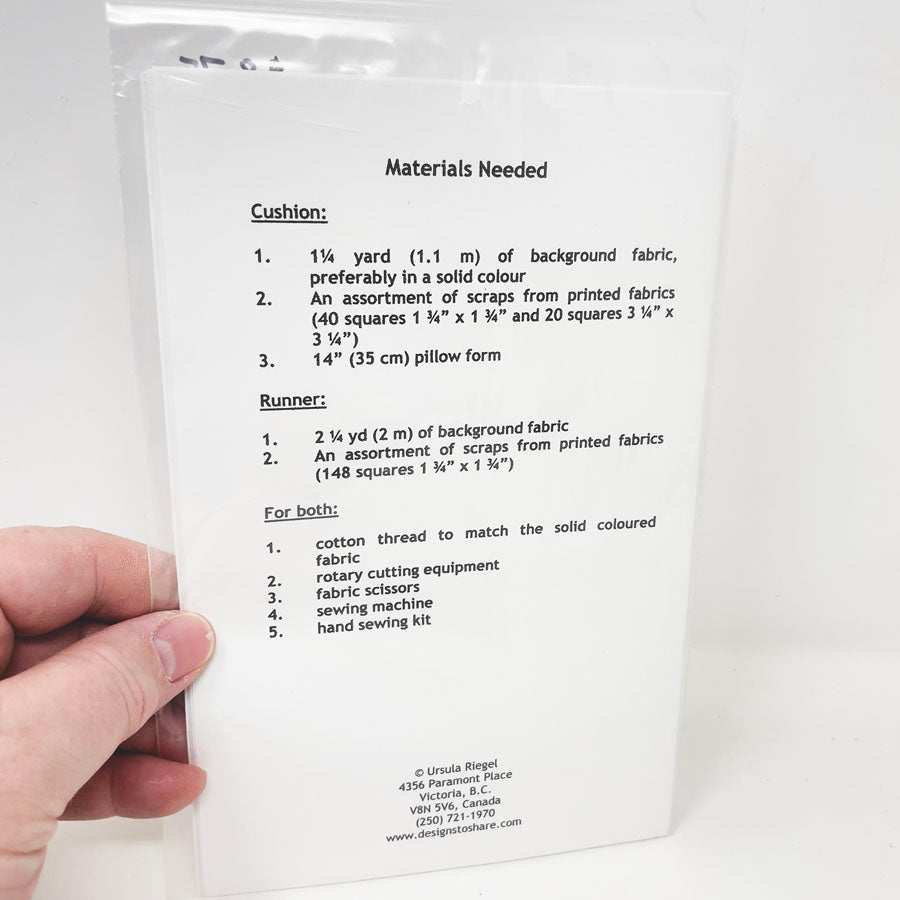 Materials Needed
Cushion:
1. 1¼ yard (1.1 m) of background fabric,
preferably in a solid colour
2. An assortment of scraps from printed fabrics
(40 squares 1 ¾” x 1 ¾” and 20 squares 3 ¼” x
3 ¼”)
3. 14” (35 cm) pillow form
Runner:
1. 2 ¼ yd (2 m) of background fabric
2. An assortment of scraps from printed fabrics
(148 squares 1 ¾” x 1 ¾”)
For both:
1. cotton thread to match the solid coloured
fabric
2. rotary cutting equipment
3. fabric scissors
4. sewing machine
5. hand sewing kit
© Ursula Riegel
4356 Paramont Place
Victoria, B.C.
V8N 5V6, Canada
(250) 721-1970
www.designstoshare.com